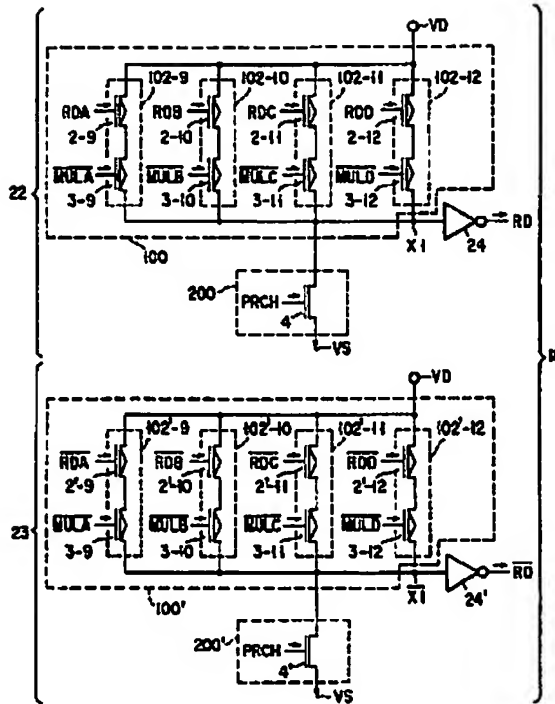 VD
102-9 102-10 102-11 102-12
RDA RDB RDC RDD
2-9 2-10 2-11 2-12
MULA MULB MULC MULD
3-9 3-10 3-11 3-12
22
X1 24 RD
100
200
PRCH
4
VS
VD
102'-9 102'-10 102'-11 102'-12
RDA RDB RDC RDD
2'-9 2'-10 2'-11 2'-12
MULA MULB MULC MULD
3-9 3-10 3-11 3-12
23
X1 24' RD
100'
200'
PRCH
4'
VS